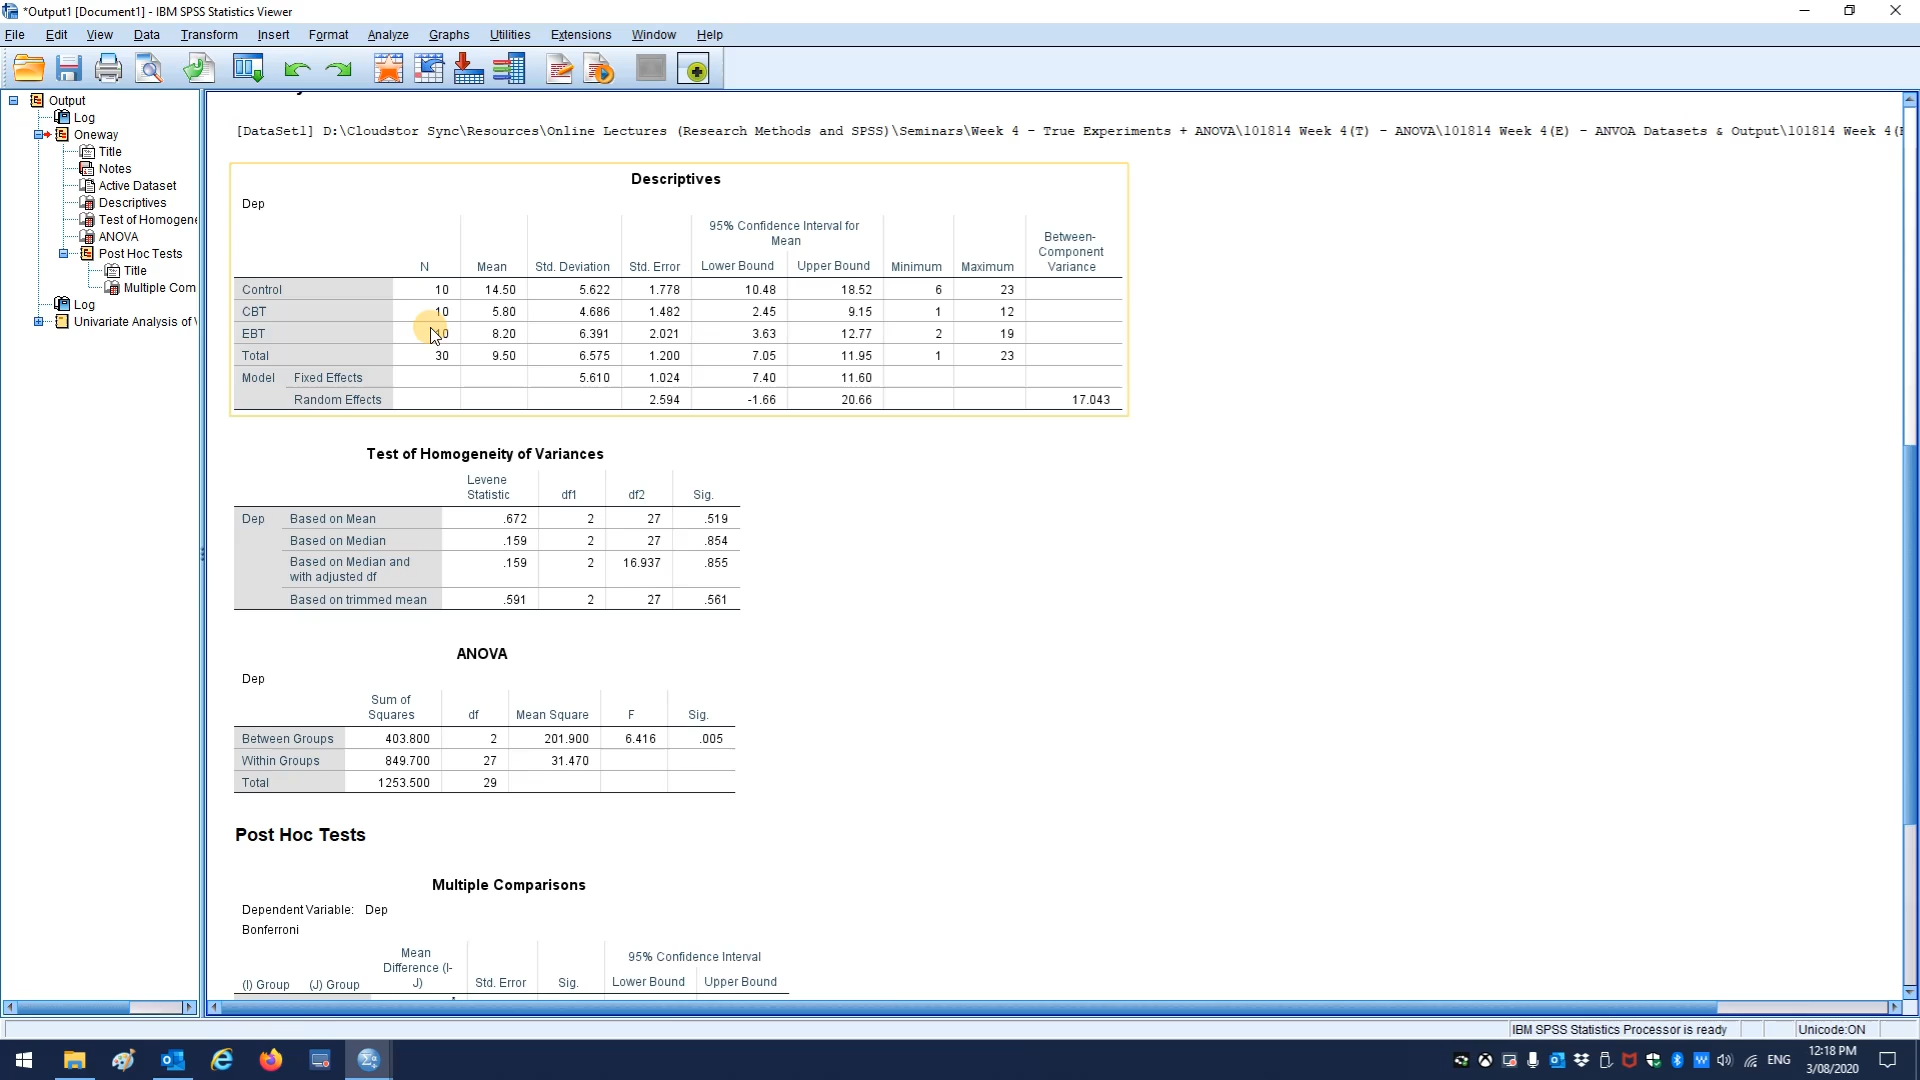 *Output1 [Document1] - IBM SPSS Statistics Viewer
File Edit View Data Transform Insert Format Analyze Graphs Utilities Extensions Window Help
Output
Log
Oneway
Title
Notes
Active Dataset
Descriptives
Test of Homogene
ANOVA
Post Hoc Tests
Title
Multiple Com
Log
Univariate Analysis of V
[DataSet1] D:\Cloudstor Sync\Resources\Online Lectures (Research Methods and SPSS)\Seminars\Week 4 - True Experiments + ANOVA\101814 Week 4(T) - ANOVA\101814 Week 4(E) - ANVOA Datasets & Output\101814 Week 4(E
Descriptives
Dep
N Mean Std. Deviation Std. Error 95% Confidence Interval for Mean Lower Bound Upper Bound Minimum Maximum Between-Component Variance
Control 10 14.50 5.622 1.778 10.48 18.52 6 23
CBT 10 5.80 4.686 1.482 2.45 9.15 1 12
EBT 10 8.20 6.391 2.021 3.63 12.77 2 19
Total 30 9.50 6.575 1.200 7.05 11.95 1 23
Model Fixed Effects 5.610 1.024 7.40 11.60
Random Effects 2.594 -1.66 20.66 17.043
Test of Homogeneity of Variances
Levene Statistic df1 df2 Sig.
Dep Based on Mean .672 2 27 .519
Based on Median .159 2 27 .854
Based on Median and with adjusted df .159 2 16.937 .855
Based on trimmed mean .591 2 27 .561
ANOVA
Dep
Sum of Squares df Mean Square F Sig.
Between Groups 403.800 2 201.900 6.416 .005
Within Groups 849.700 27 31.470
Total 1253.500 29
Post Hoc Tests
Multiple Comparisons
Dependent Variable: Dep
Bonferroni
(I) Group (J) Group Mean Difference (I-J) Std. Error Sig. 95% Confidence Interval Lower Bound Upper Bound
IBM SPSS Statistics Processor is ready Unicode:ON
ENG 12:18 PM
3/08/2020